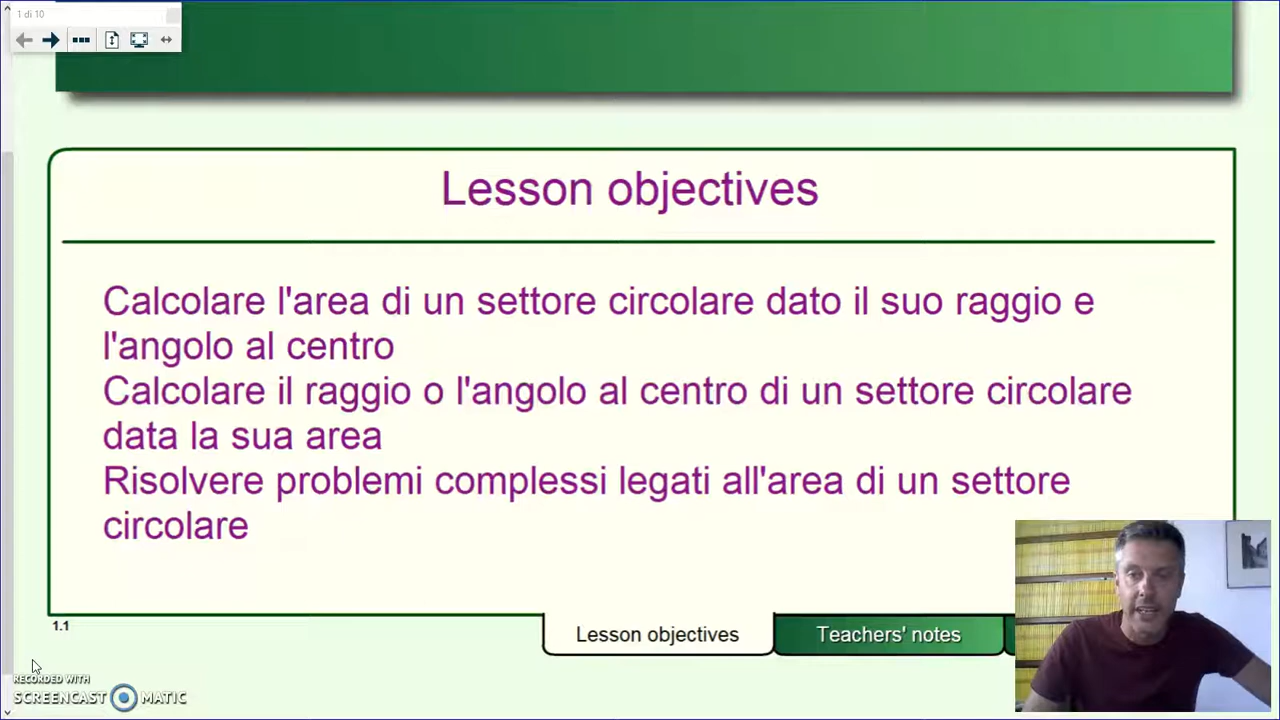 1 di 10
Lesson objectives
Calcolare l'area di un settore circolare dato il suo raggio e
l'angolo al centro
Calcolare il raggio o l'angolo al centro di un settore circolare
data la sua area
Risolvere problemi complessi legati all'area di un settore
circolare
1.1
Lesson objectives
Teachers' notes
RECORDED WITH
SCREENCAST MATIC